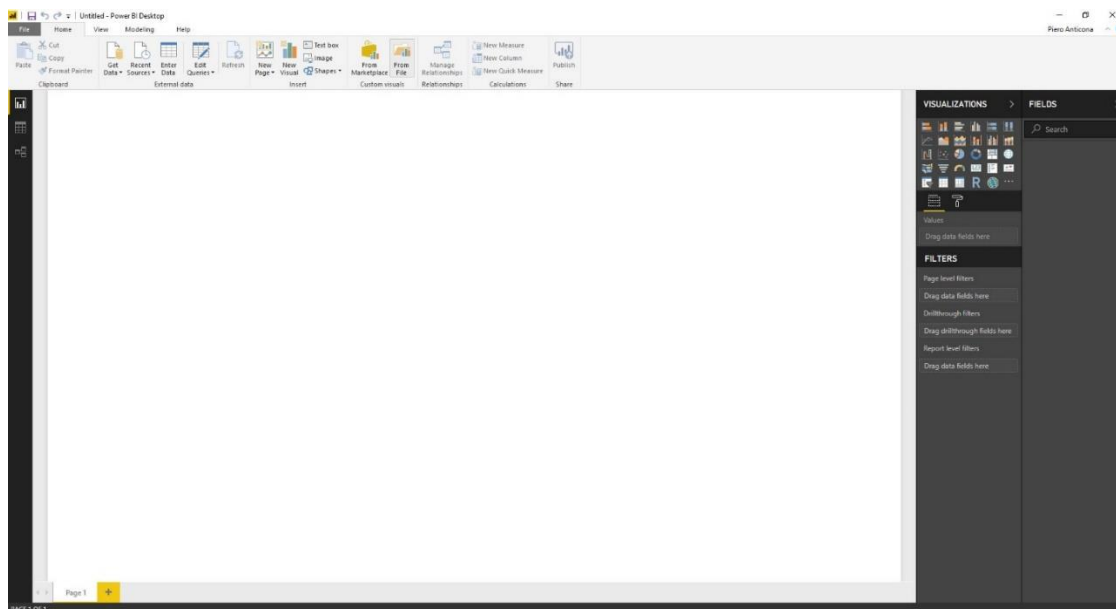 Untitled - Power BI Desktop
Piero Anticona
File Home View Modeling Help
Paste
Cut
Copy
Format Painter
Clipboard
Get Data
Recent Sources
Enter Data
Edit Queries
External data
Refresh
New Page
New Visual
Text box
Image
Shapes
Insert
From Marketplace
From File
Custom visuals
Manage Relationships
Relationships
New Measure
New Column
New Quick Measure
Calculations
Publish
Share
VISUALIZATIONS
R
Values
Drag data fields here
FILTERS
Page level filters
Drag data fields here
Drillthrough filters
Drag drillthrough fields here
Report level filters
Drag data fields here
FIELDS
Search
Page 1
PAGE 1 OF 1